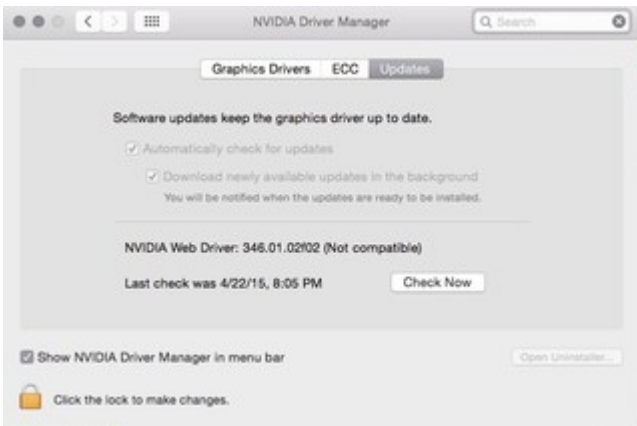 NVIDIA Driver Manager
Search
Graphics Drivers ECC Updates
Software updates keep the graphics driver up to date.
Automatically check for updates
Download newly available updates in the background
You will be notified when the updates are ready to be installed.
NVIDIA Web Driver: 346.01.02f02 (Not compatible)
Last check was 4/22/15, 8:05 PM Check Now
Show NVIDIA Driver Manager in menu bar Open Uninstaller...
Click the lock to make changes.